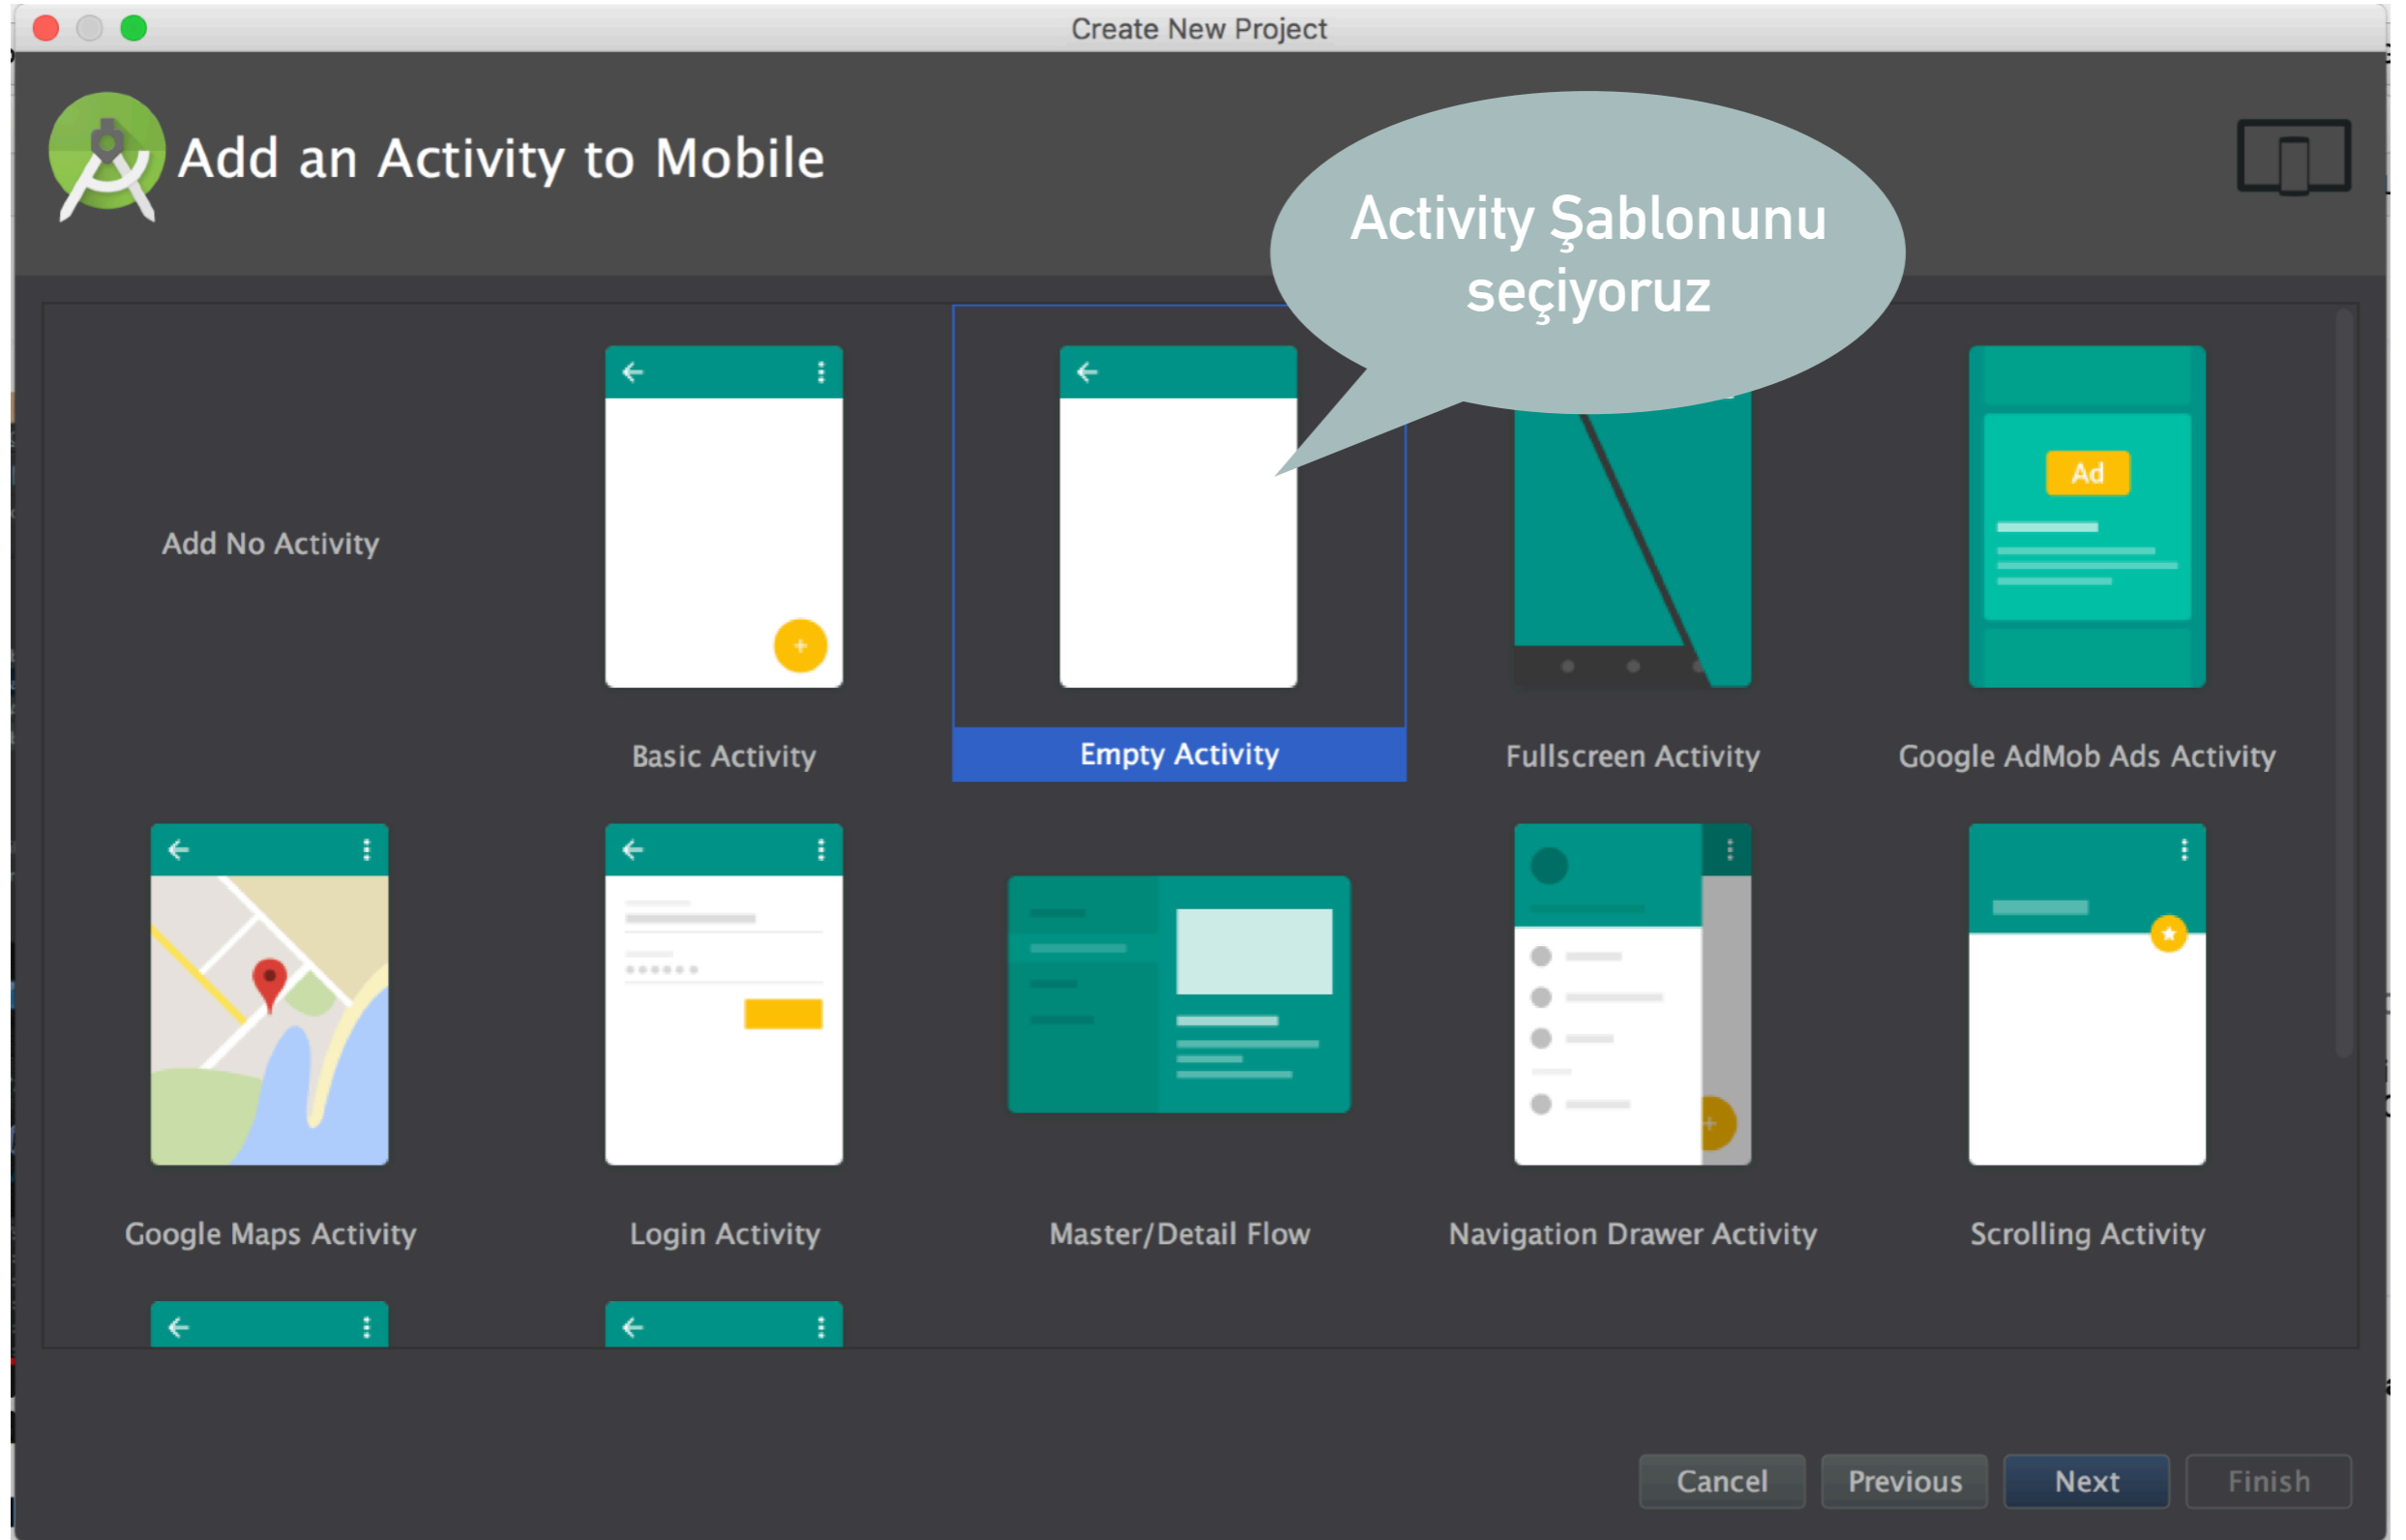 Create New Project
Add an Activity to Mobile
Activity Şablonunu
seçiyoruz
Ad
Add No Activity
Basic Activity
Empty Activity
Fullscreen Activity
Google AdMob Ads Activity
Google Maps Activity
Login Activity
Master/Detail Flow
Navigation Drawer Activity
Scrolling Activity
Cancel
Previous
Next
Finish